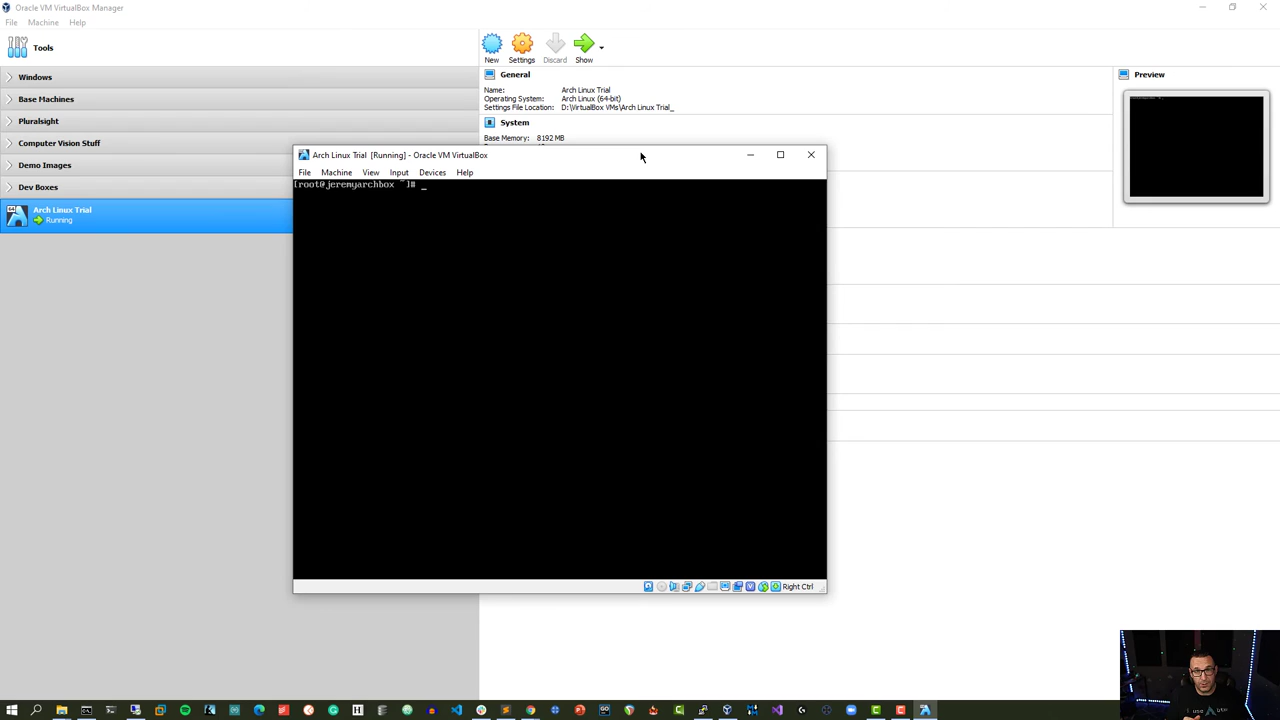 Oracle VM VirtualBox Manager
File Machine Help
Tools
Windows
Base Machines
Pluralsight
Computer Vision Stuff
Demo Images
Dev Boxes
Arch Linux Trial
Running
New Settings Discard Show
General
Name: Arch Linux Trial
Operating System: Arch Linux (64-bit)
Settings File Location: D:\VirtualBox VMs\Arch Linux Trial_
System
Base Memory: 8192 MB
Preview
Arch Linux Trial [Running] - Oracle VM VirtualBox
File Machine View Input Devices Help
[root@jeremyarchbox ~]# _
Right Ctrl